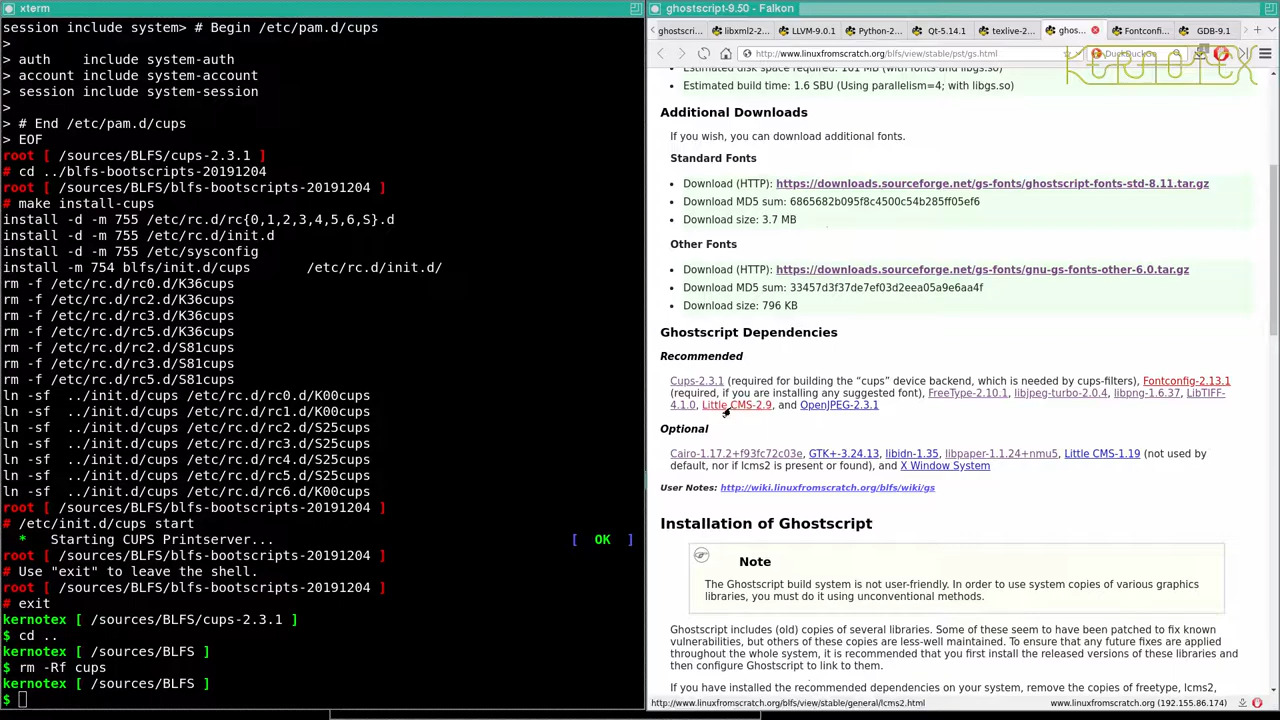 xterm
session include system> # Begin /etc/pam.d/cups
>
> auth    include system-auth
> account include system-account
> session include system-session
>
> # End /etc/pam.d/cups
> EOF
root [ /sources/BLFS/cups-2.3.1 ]
# cd ../blfs-bootscripts-20191204
root [ /sources/BLFS/blfs-bootscripts-20191204 ]
# make install-cups
install -d -m 755 /etc/rc.d/rc{0,1,2,3,4,5,6,S}.d
install -d -m 755 /etc/rc.d/init.d
install -d -m 755 /etc/sysconfig
install -m 754 blfs/init.d/cups       /etc/rc.d/init.d/
rm -f /etc/rc.d/rc0.d/K36cups
rm -f /etc/rc.d/rc2.d/K36cups
rm -f /etc/rc.d/rc3.d/K36cups
rm -f /etc/rc.d/rc5.d/K36cups
rm -f /etc/rc.d/rc2.d/S81cups
rm -f /etc/rc.d/rc3.d/S81cups
rm -f /etc/rc.d/rc5.d/S81cups
ln -sf  ../init.d/cups /etc/rc.d/rc0.d/K00cups
ln -sf  ../init.d/cups /etc/rc.d/rc1.d/K00cups
ln -sf  ../init.d/cups /etc/rc.d/rc2.d/S25cups
ln -sf  ../init.d/cups /etc/rc.d/rc3.d/S25cups
ln -sf  ../init.d/cups /etc/rc.d/rc4.d/S25cups
ln -sf  ../init.d/cups /etc/rc.d/rc5.d/S25cups
ln -sf  ../init.d/cups /etc/rc.d/rc6.d/K00cups
root [ /sources/BLFS/blfs-bootscripts-20191204 ]
# /etc/init.d/cups start
*   Starting CUPS Printserver...   [  OK  ]
root [ /sources/BLFS/blfs-bootscripts-20191204 ]
# Use "exit" to leave the shell.
root [ /sources/BLFS/blfs-bootscripts-20191204 ]
# exit
kernotex [ /sources/BLFS/cups-2.3.1 ]
$ cd ..
kernotex [ /sources/BLFS ]
$ rm -Rf cups
kernotex [ /sources/BLFS ]
$
ghostscript-9.50 - Falkon
ghostscri... libxml2-2... LLVM-9.0.1 Python-2... Qt-5.14.1 texlive-2... ghos... Fontconfi... GDB-9.1
http://www.linuxfromscratch.org/blfs/view/stable/pst/gs.html DuckDuckGo
KERNOTEX
Estimated disk space required: 101 MB (with fonts and libgs.so)
Estimated build time: 1.6 SBU (Using parallelism=4; with libgs.so)
Additional Downloads
If you wish, you can download additional fonts.
Standard Fonts
Download (HTTP): https://downloads.sourceforge.net/gs-fonts/ghostscript-fonts-std-8.11.tar.gz
Download MD5 sum: 6865682b095f8c4500c54b285ff05ef6
Download size: 3.7 MB
Other Fonts
Download (HTTP): https://downloads.sourceforge.net/gs-fonts/gnu-gs-fonts-other-6.0.tar.gz
Download MD5 sum: 33457d3f37de7ef03d2eea05a9e6aa4f
Download size: 796 KB
Ghostscript Dependencies
Recommended
Cups-2.3.1 (required for building the “cups” device backend, which is needed by cups-filters), Fontconfig-2.13.1
(required, if you are installing any suggested font), FreeType-2.10.1, libjpeg-turbo-2.0.4, libpng-1.6.37, LibTIFF-
4.1.0, Little CMS-2.9, and OpenJPEG-2.3.1
Optional
Cairo-1.17.2+f93fc72c03e, GTK+-3.24.13, libidn-1.35, libpaper-1.1.24+nmu5, Little CMS-1.19 (not used by
default, nor if lcms2 is present or found), and X Window System
User Notes: http://wiki.linuxfromscratch.org/blfs/wiki/gs
Installation of Ghostscript
Note
The Ghostscript build system is not user-friendly. In order to use system copies of various graphics
libraries, you must do it using unconventional methods.
Ghostscript includes (old) copies of several libraries. Some of these seem to have been patched to fix known
vulnerabilities, but others of these copies are less-well maintained. To ensure that any future fixes are applied
throughout the whole system, it is recommended that you first install the released versions of these libraries and
then configure Ghostscript to link to them.
If you have installed the recommended dependencies on your system, remove the copies of freetype, lcms2,
http://www.linuxfromscratch.org/blfs/view/stable/general/lcms2.html www.linuxfromscratch.org (192.155.86.174)